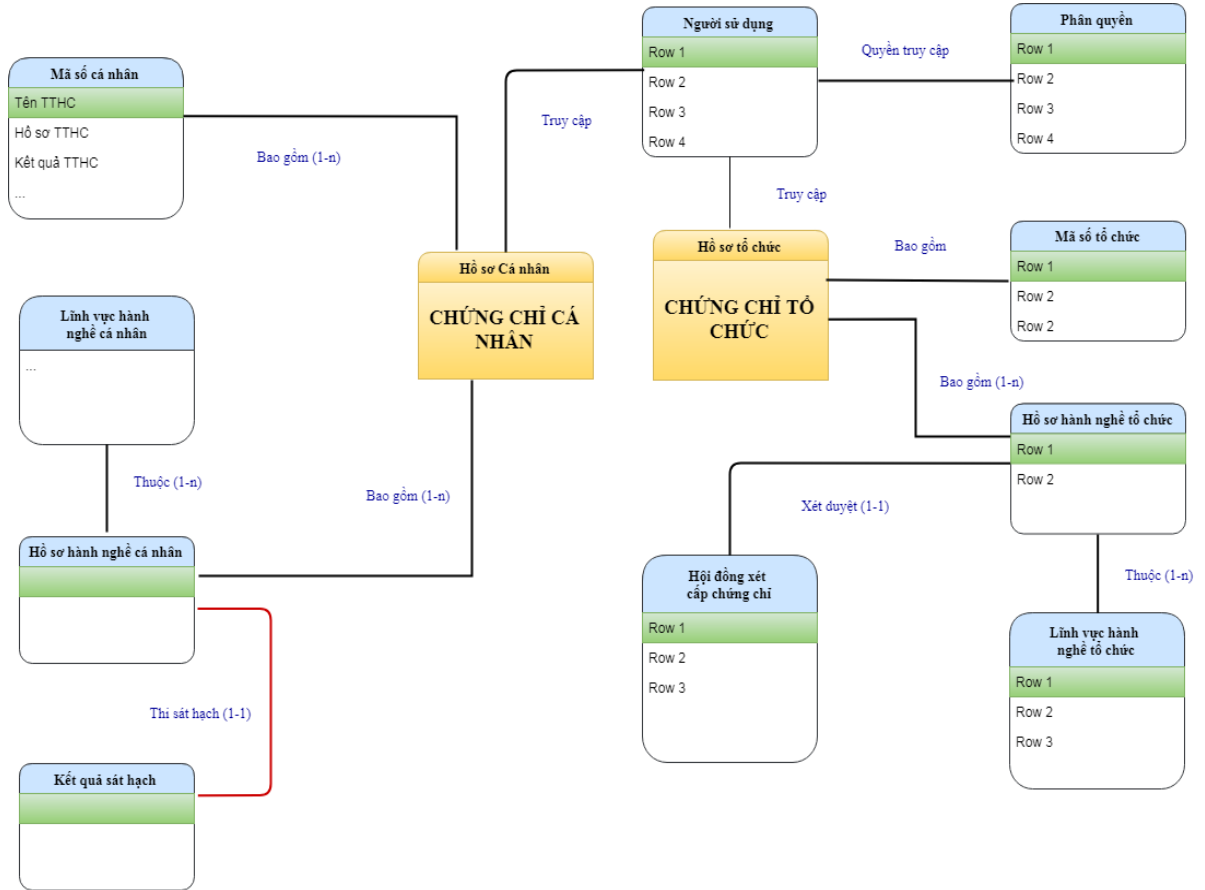 Mã số cá nhân
Tên TTHC
Hồ sơ TTHC
Kết quả TTHC
...
Bao gồm (1-n)
Truy cập
Người sử dụng
Row 1
Row 2
Row 3
Row 4
Quyền truy cập
Phân quyền
Row 1
Row 2
Row 3
Row 4
Truy cập
Hồ sơ Cá nhân
CHỨNG CHỈ CÁ
NHÂN
Hồ sơ tổ chức
CHỨNG CHỈ TỔ
CHỨC
Bao gồm
Mã số tổ chức
Row 1
Row 2
Row 2
Lĩnh vực hành
nghề cá nhân
...
Thuộc (1-n)
Bao gồm (1-n)
Bao gồm (1-n)
Hồ sơ hành nghề tổ chức
Row 1
Row 2
Xét duyệt (1-1)
Hồ sơ hành nghề cá nhân
Hội đồng xét
cấp chứng chỉ
Row 1
Row 2
Row 3
Thuộc (1-n)
Lĩnh vực hành
nghề tổ chức
Row 1
Row 2
Row 3
Thi sát hạch (1-1)
Kết quả sát hạch